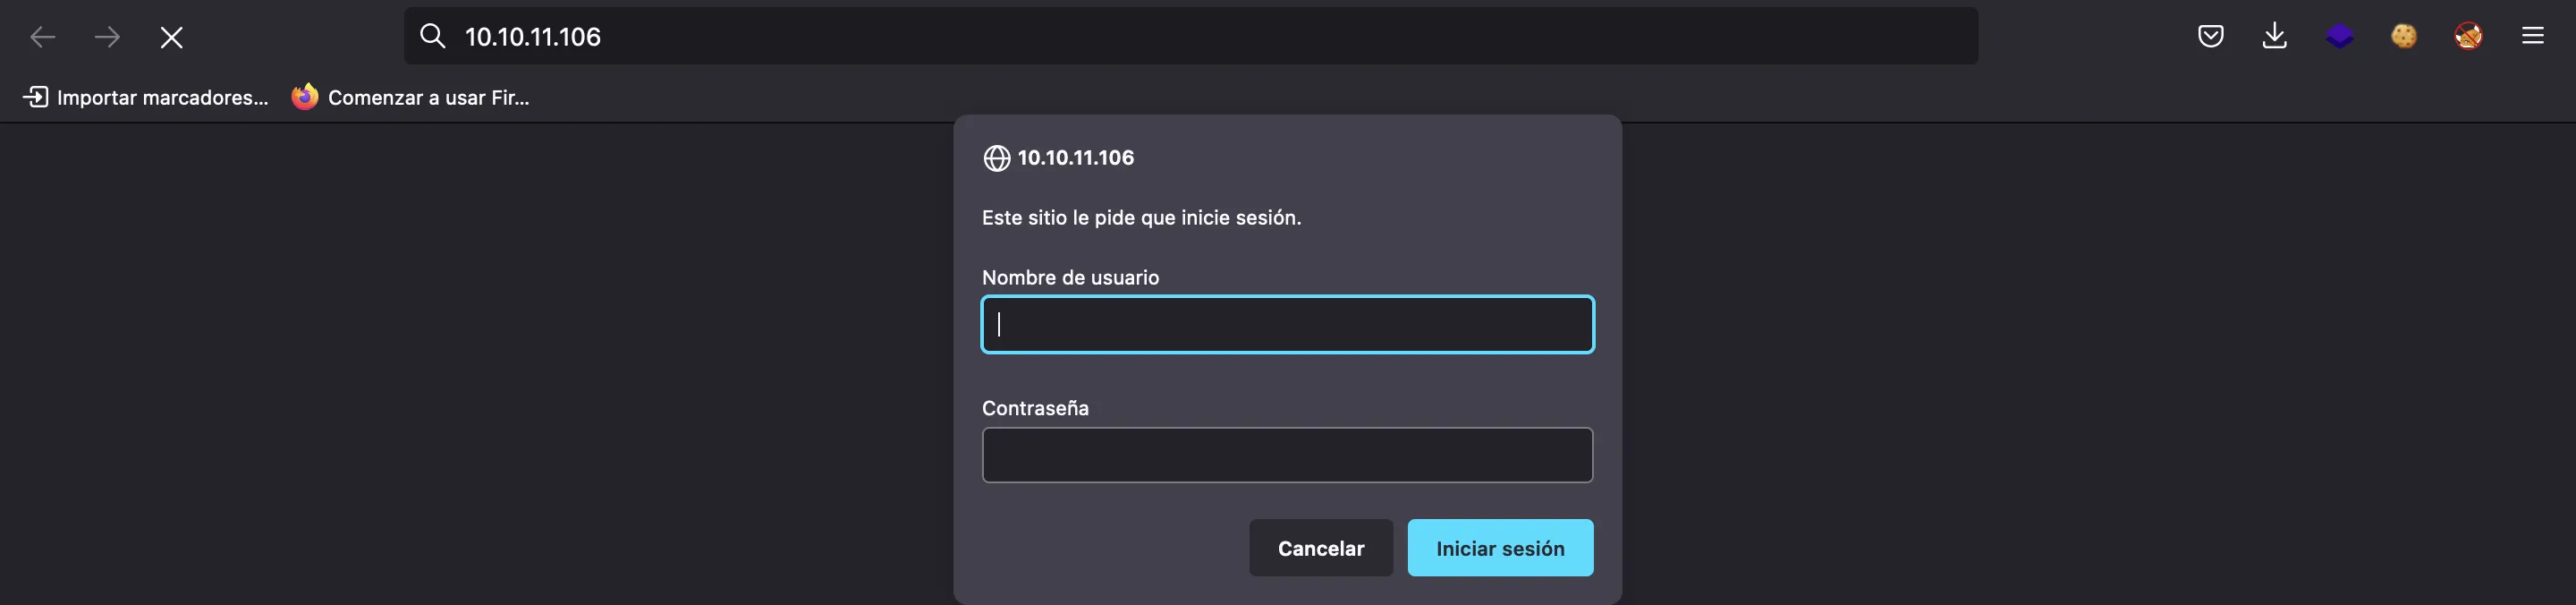 10.10.11.106
Importar marcadores... Comenzar a usar Fir...
10.10.11.106
Este sitio le pide que inicie sesión.
Nombre de usuario
Contraseña
Cancelar Iniciar sesión